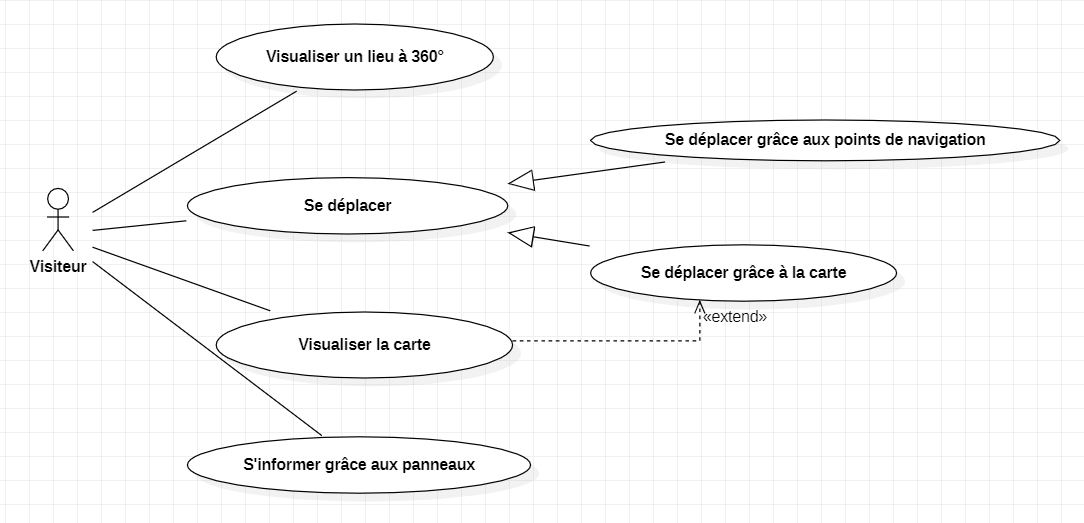 Visualiser un lieu à 360°
Se déplacer grâce aux points de navigation
Se déplacer
Visiteur
Se déplacer grâce à la carte
«extend»
Visualiser la carte
S'informer grâce aux panneaux